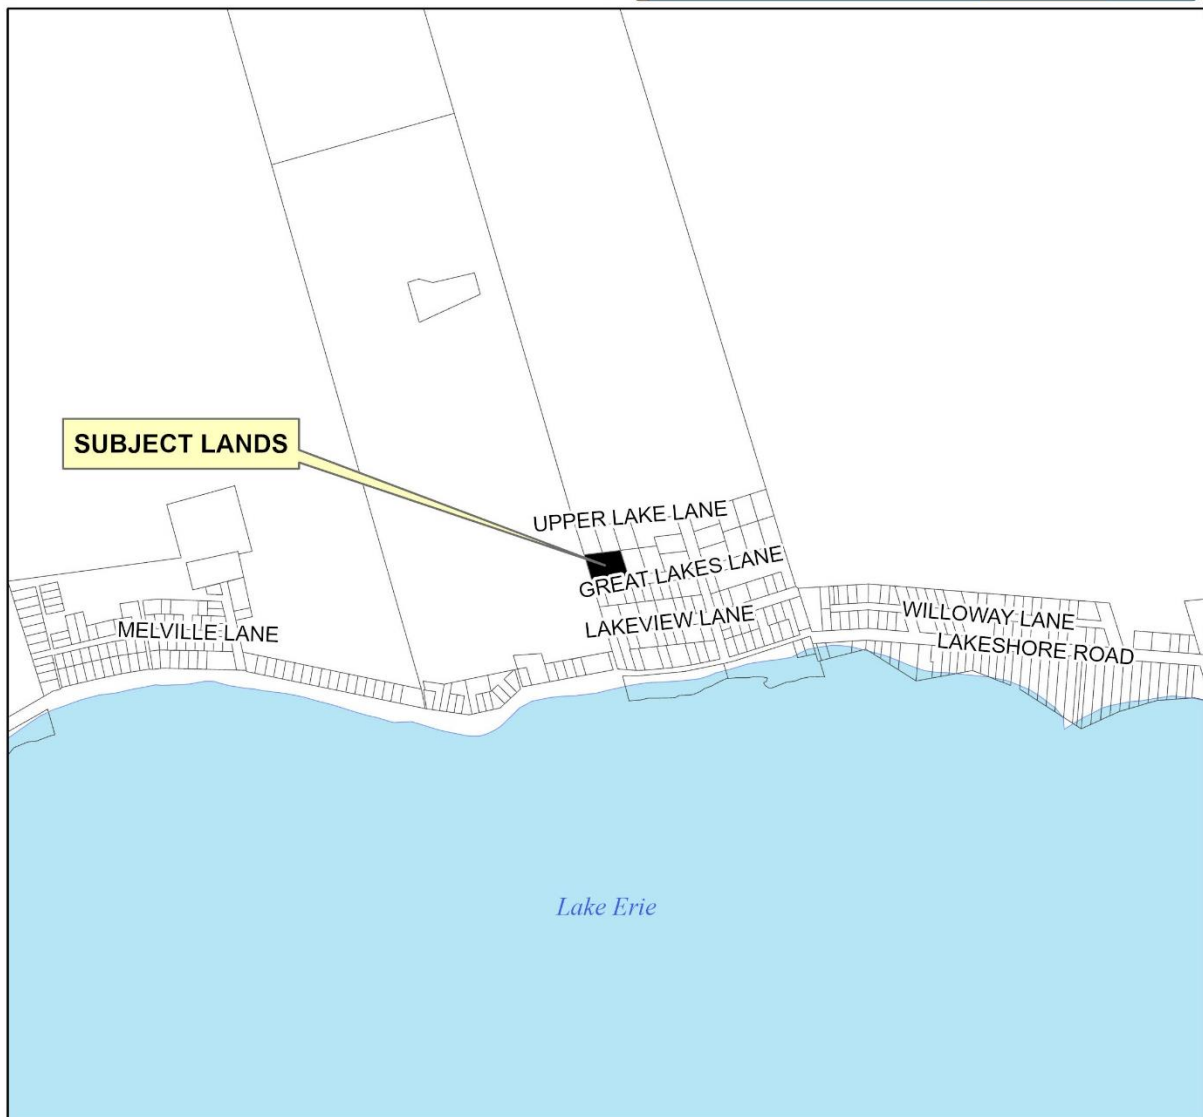 SUBJECT LANDS
UPPER LAKE LANE
GREAT LAKES LANE
LAKEVIEW LANE
WILLOWAY LANE
MELVILLE LANE
LAKESHORE ROAD
Lake Erie